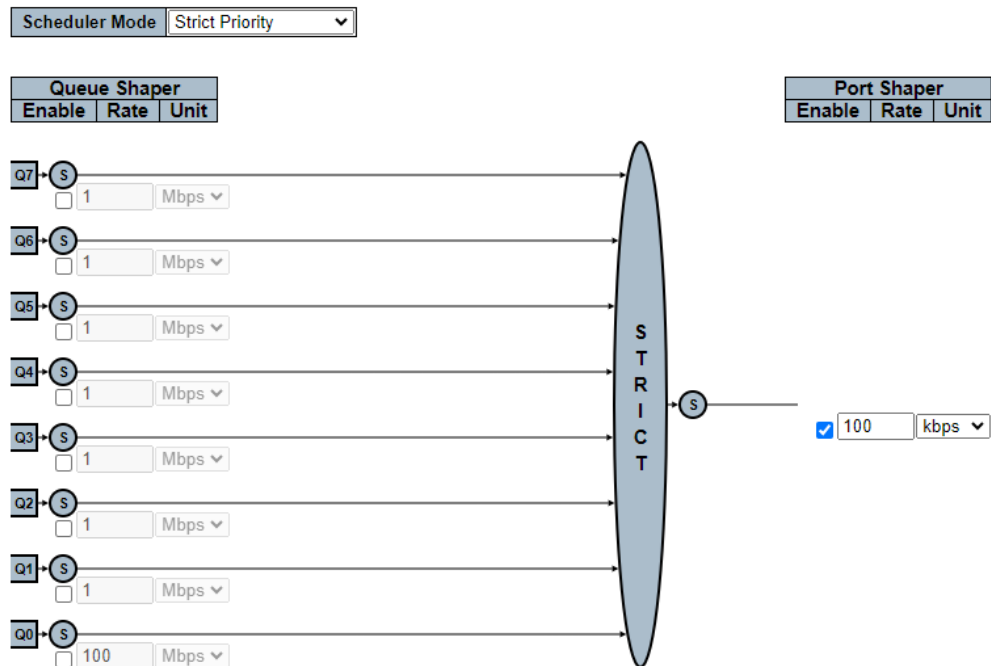 Scheduler Mode Strict Priority
Queue Shaper
Enable Rate Unit
Port Shaper
Enable Rate Unit
Q7 S
1 Mbps
Q6 S
1 Mbps
Q5 S
1 Mbps
Q4 S
1 Mbps
Q3 S
1 Mbps
Q2 S
1 Mbps
Q1 S
1 Mbps
Q0 S
100 Mbps
S
T
R
I
C
T
S
100 kbps